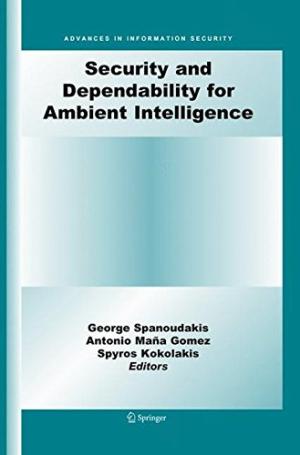 ADVANCES IN INFORMATION SECURITY
Security and
Dependability for
Ambient Intelligence
George Spanoudakis
Antonio Maña Gomez
Spyros Kokolakis
Editors
Springer